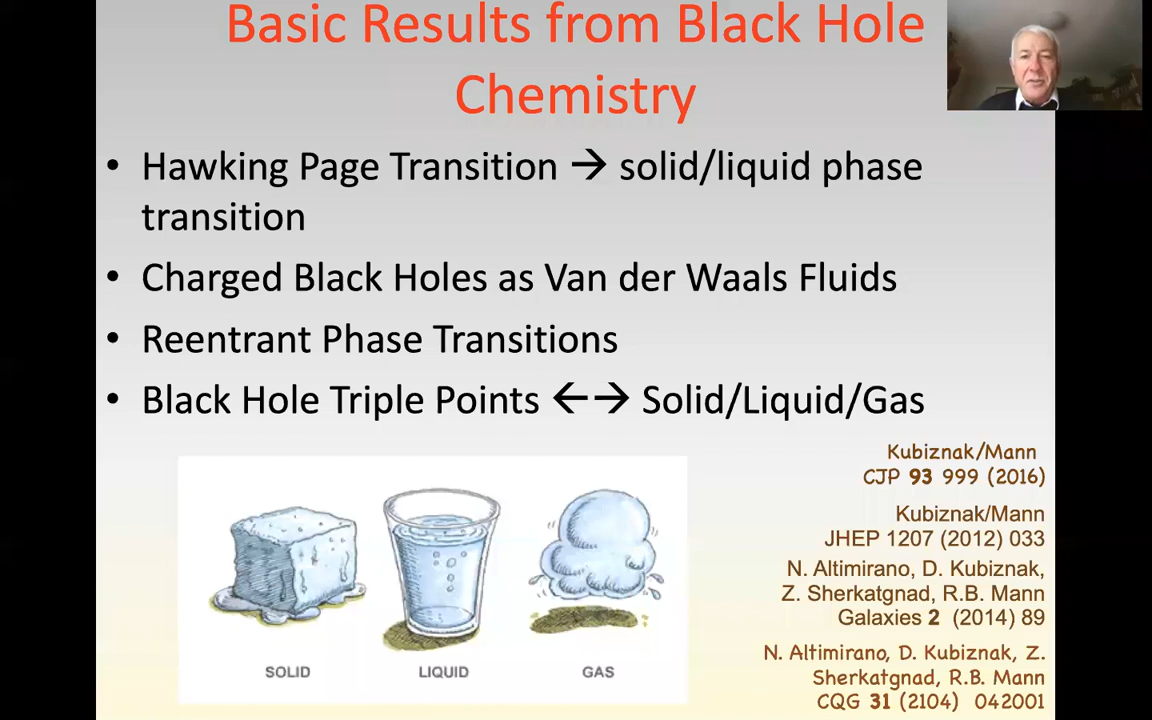 Basic Results from Black Hole
Chemistry
• Hawking Page Transition → solid/liquid phase
transition
• Charged Black Holes as Van der Waals Fluids
• Reentrant Phase Transitions
• Black Hole Triple Points ←→ Solid/Liquid/Gas
Kubiznak/Mann
CJP 93 999 (2016)
Kubiznak/Mann
JHEP 1207 (2012) 033
N. Altimirano, D. Kubiznak,
Z. Sherkatgnad, R.B. Mann
Galaxies 2 (2014) 89
N. Altimirano, D. Kubiznak, Z.
Sherkatgnad, R.B. Mann
CQG 31 (2104) 042001
SOLID
LIQUID
GAS